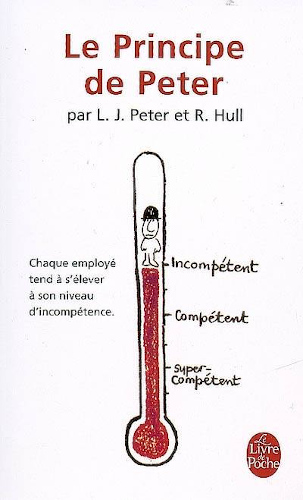 Le Principe
de Peter
par L. J. Peter et R. Hull
Chaque employé
tend à s'élever
à son niveau
d'incompétence.
Incompétent
Compétent
super-
Compétent
Le
Livre
de
Poche